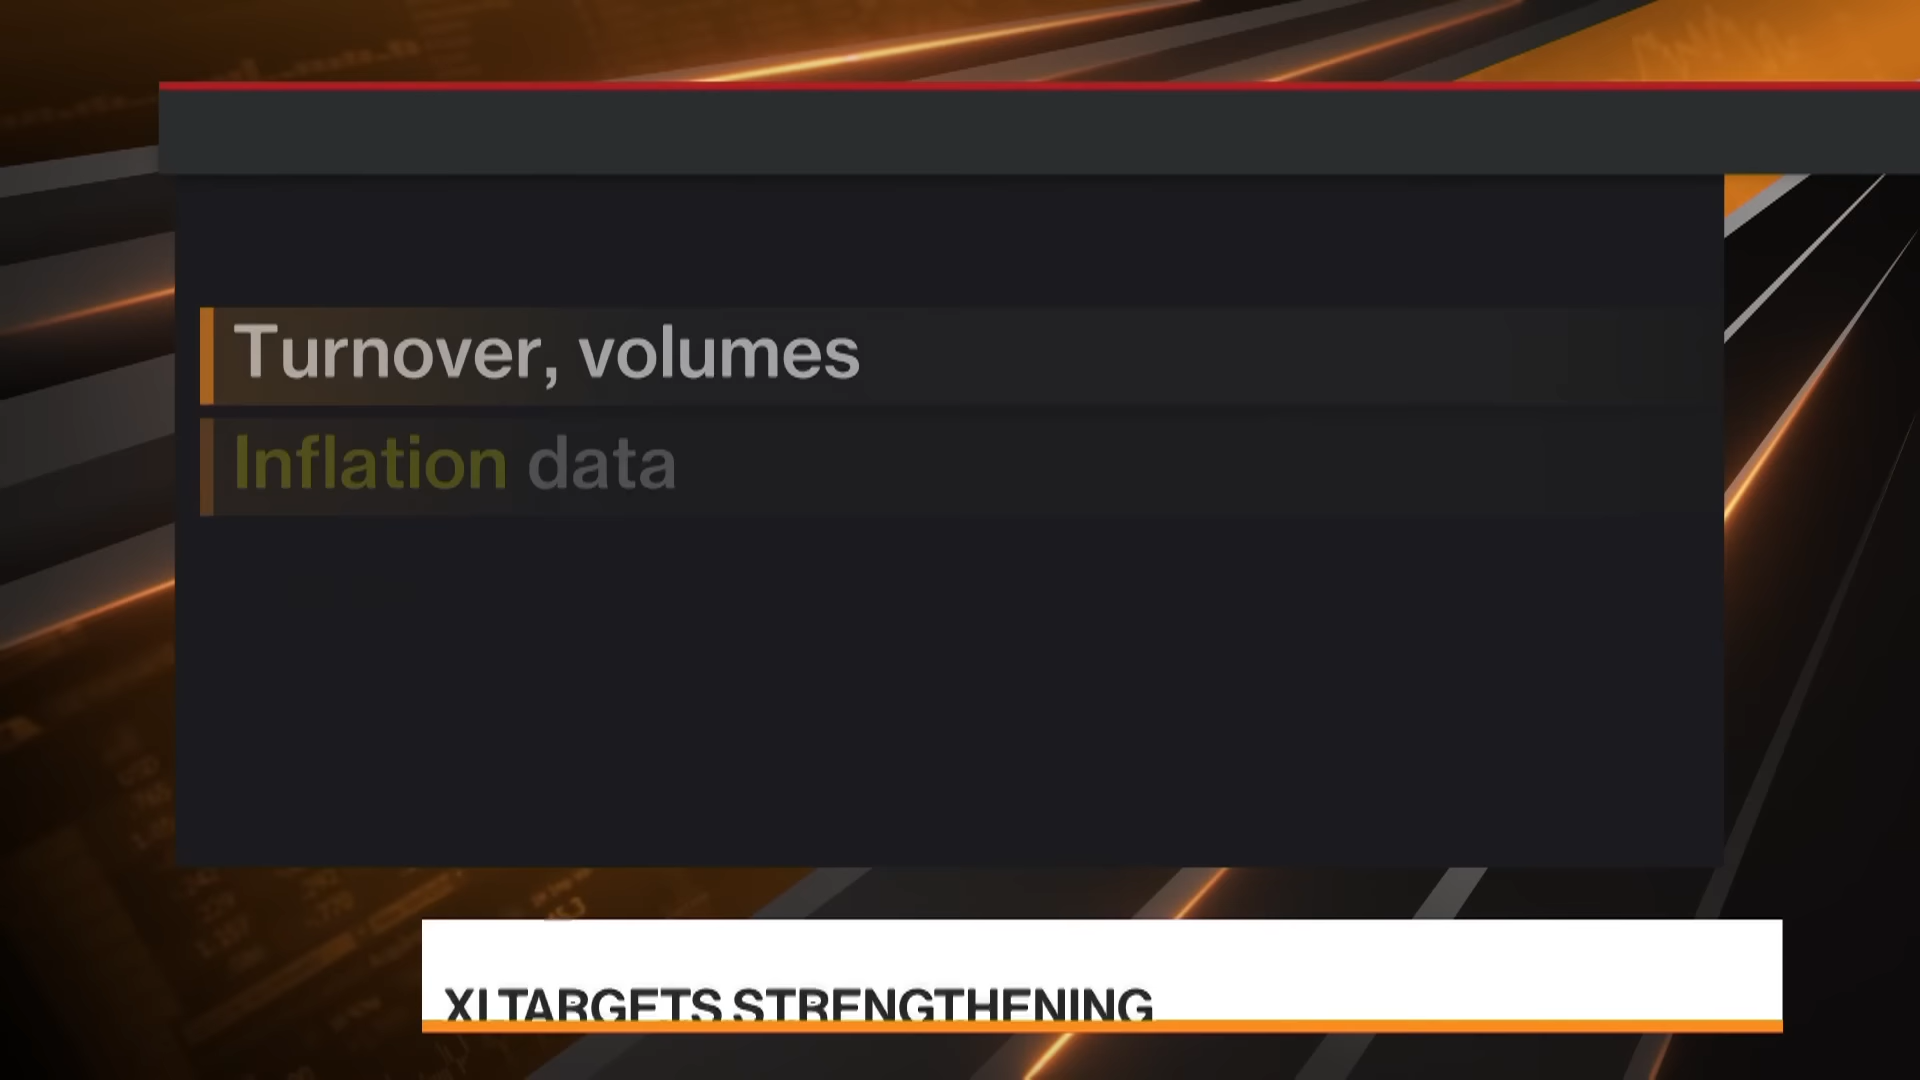 Turnover, volumes
Inflation data
XI TARGETS STRENGTHENING